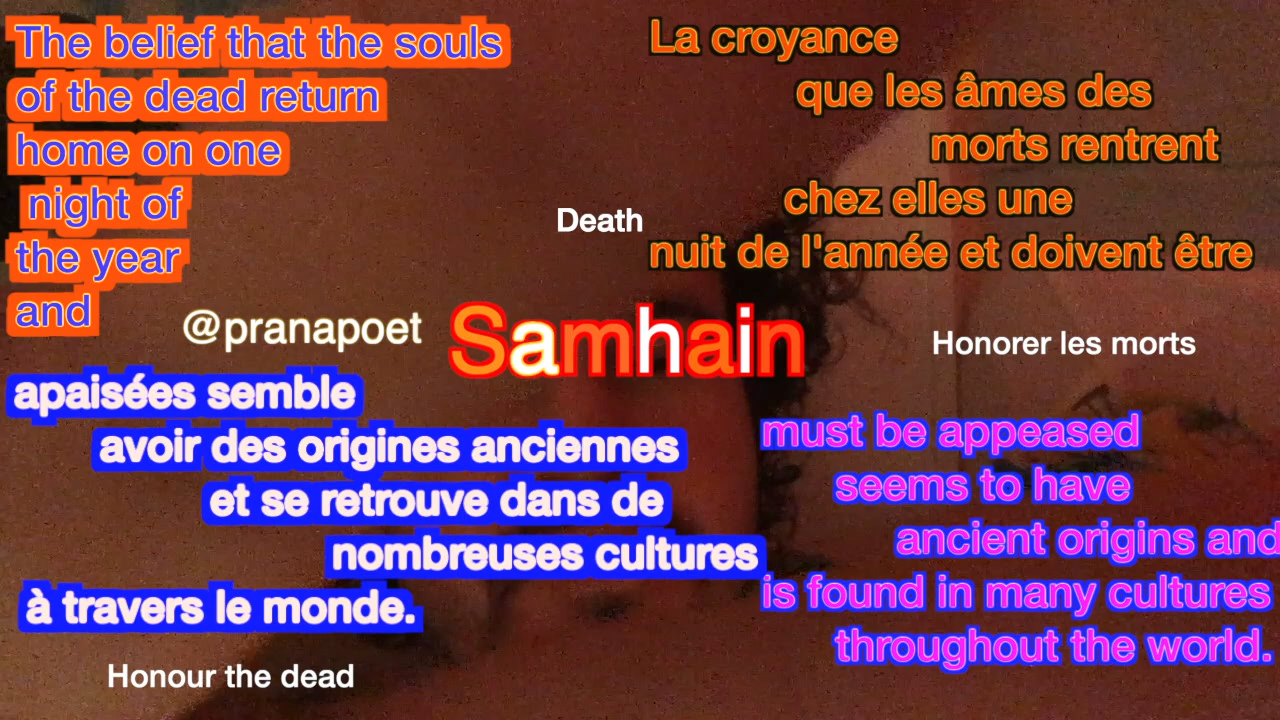 The belief that the souls
of the dead return
home on one
night of
the year
and
La croyance
que les âmes des
morts rentrent
chez elles une
nuit de l'année et doivent être
Death
@pranapoet
Samhain
Honorer les morts
apaisées semble
avoir des origines anciennes
et se retrouve dans de
nombreuses cultures
à travers le monde.
must be appeased
seems to have
ancient origins and
is found in many cultures
throughout the world.
Honour the dead